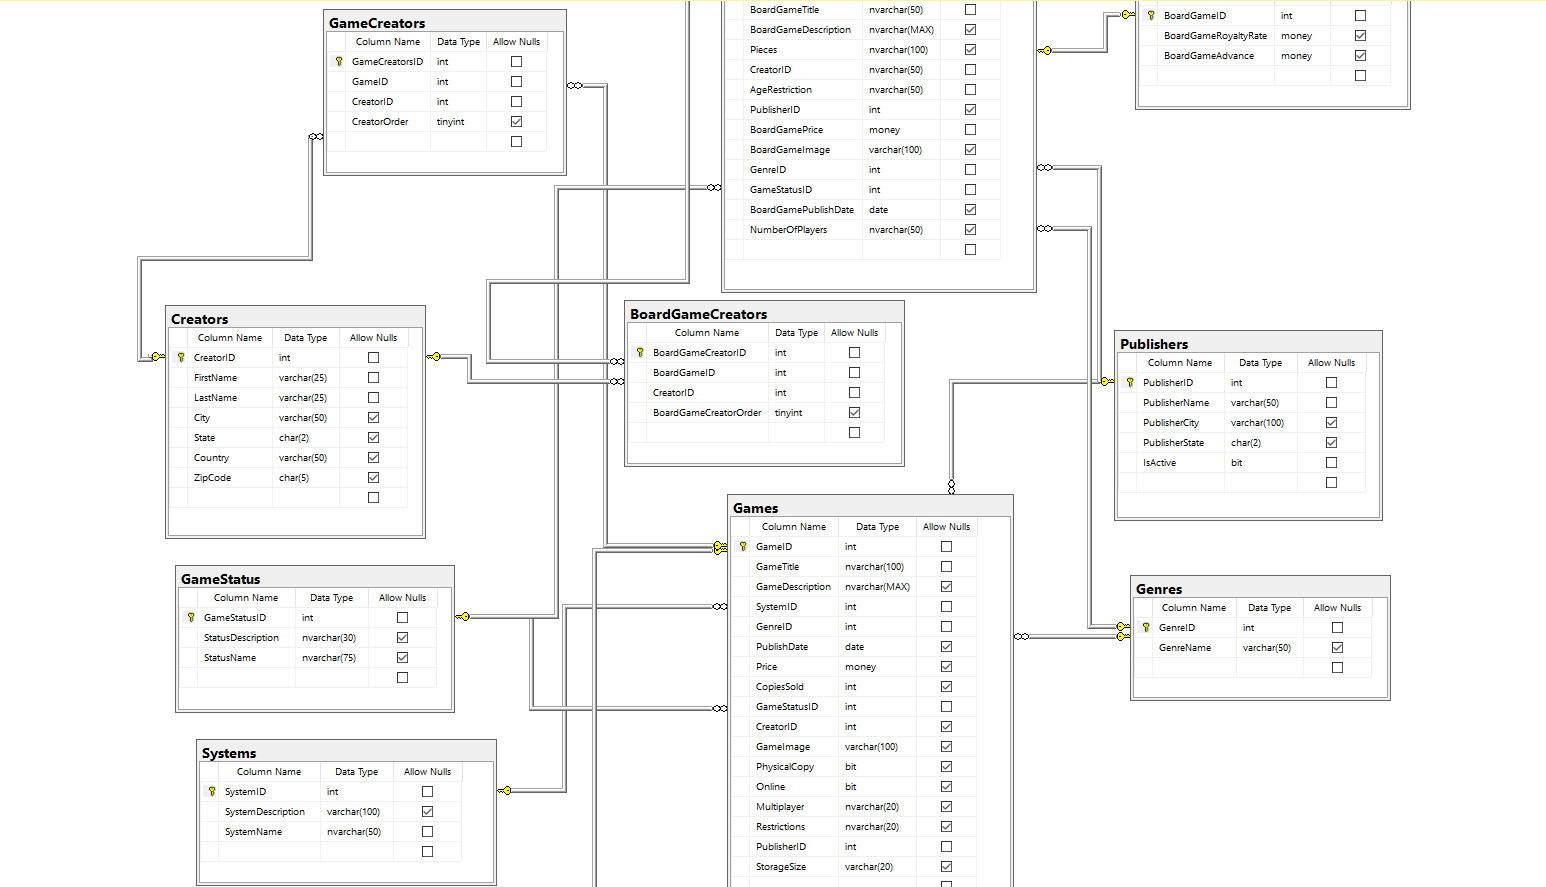 GameCreators
Column Name Data Type Allow Nulls
GameCreatorsID int
GameID int
CreatorID int
CreatorOrder tinyint
BoardGameTitle nvarchar(50)
BoardGameDescription nvarchar(MAX)
Pieces nvarchar(100)
CreatorID nvarchar(50)
AgeRestriction nvarchar(50)
PublisherID int
BoardGamePrice money
BoardGameImage varchar(100)
GenreID int
GameStatusID int
BoardGamePublishDate date
NumberOfPlayers nvarchar(50)
BoardGameID int
BoardGameRoyaltyRate money
BoardGameAdvance money
Creators
Column Name Data Type Allow Nulls
CreatorID int
FirstName varchar(25)
LastName varchar(25)
City varchar(50)
State char(2)
Country varchar(50)
ZipCode char(5)
BoardGameCreators
Column Name Data Type Allow Nulls
BoardGameCreatorID int
BoardGameID int
CreatorID int
BoardGameCreatorOrder tinyint
Publishers
Column Name Data Type Allow Nulls
PublisherID int
PublisherName varchar(50)
PublisherCity varchar(100)
PublisherState char(2)
IsActive bit
GameStatus
Column Name Data Type Allow Nulls
GameStatusID int
StatusDescription nvarchar(30)
StatusName nvarchar(75)
Games
Column Name Data Type Allow Nulls
GameID int
GameTitle nvarchar(100)
GameDescription nvarchar(MAX)
SystemID int
GenreID int
PublishDate date
Price money
CopiesSold int
GameStatusID int
CreatorID int
GameImage varchar(100)
PhysicalCopy bit
Online bit
Multiplayer nvarchar(20)
Restrictions nvarchar(20)
PublisherID int
StorageSize varchar(20)
Genres
Column Name Data Type Allow Nulls
GenreID int
GenreName varchar(50)
Systems
Column Name Data Type Allow Nulls
SystemID int
SystemDescription varchar(100)
SystemName nvarchar(50)